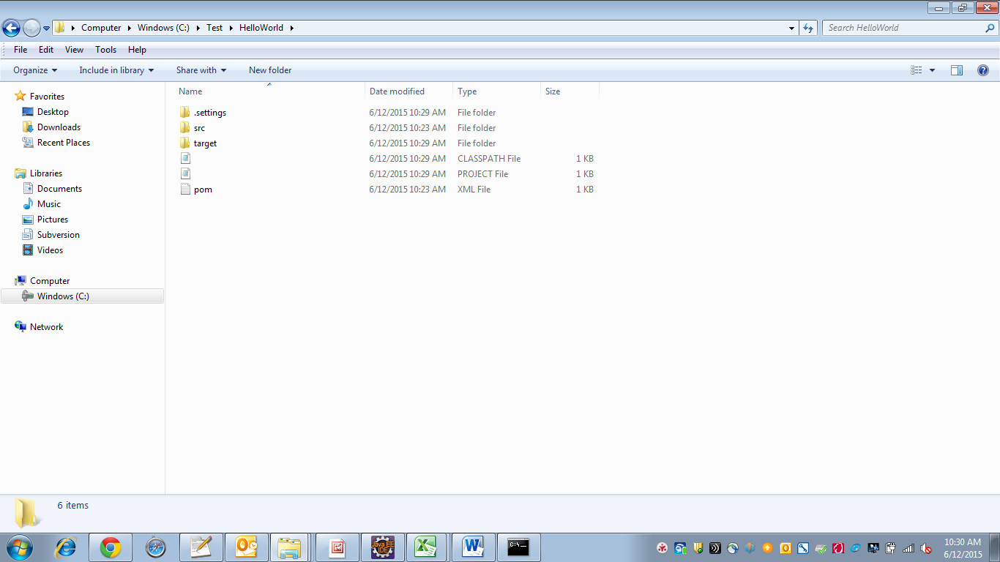 Computer Windows (C:) Test HelloWorld
Search HelloWorld
File Edit View Tools Help
Organize Include in library Share with New folder
Name Date modified Type Size
Favorites
Desktop
Downloads
Recent Places
Libraries
Documents
Music
Pictures
Subversion
Videos
Computer
Windows (C:)
Network
.settings 6/12/2015 10:29 AM File folder
src 6/12/2015 10:23 AM File folder
target 6/12/2015 10:29 AM File folder
6/12/2015 10:29 AM CLASSPATH File 1 KB
6/12/2015 10:29 AM PROJECT File 1 KB
pom 6/12/2015 10:23 AM XML File 1 KB
6 items
Java EE
IDE
C:\_
10:30 AM
6/12/2015